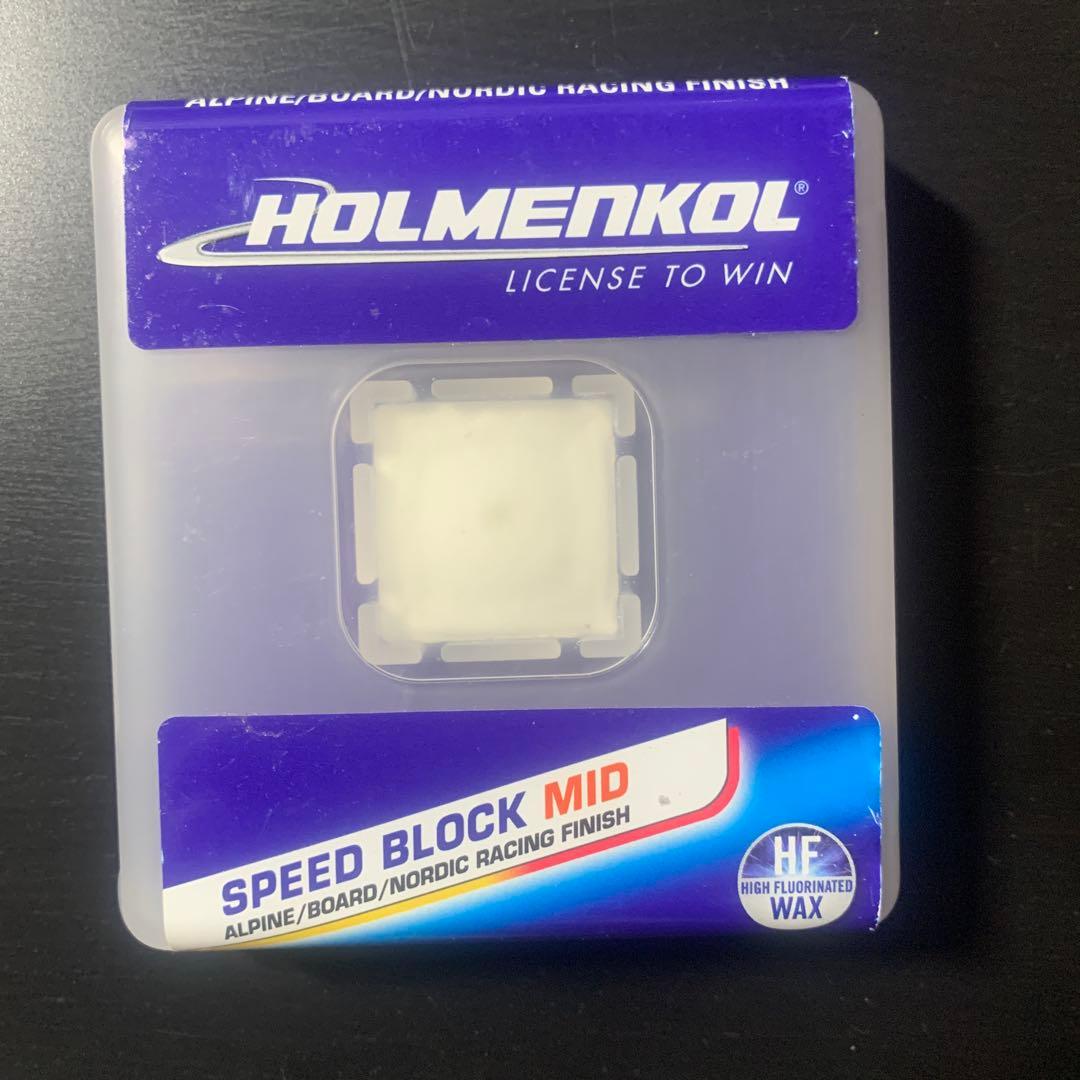 ALPINE/BOARD/NORDIC RACING FINISH
HOLMENKOL®
LICENSE TO WIN
SPEED BLOCK MID
ALPINE/BOARD/NORDIC RACING FINISH
HF
HIGH FLUORINATED
WAX